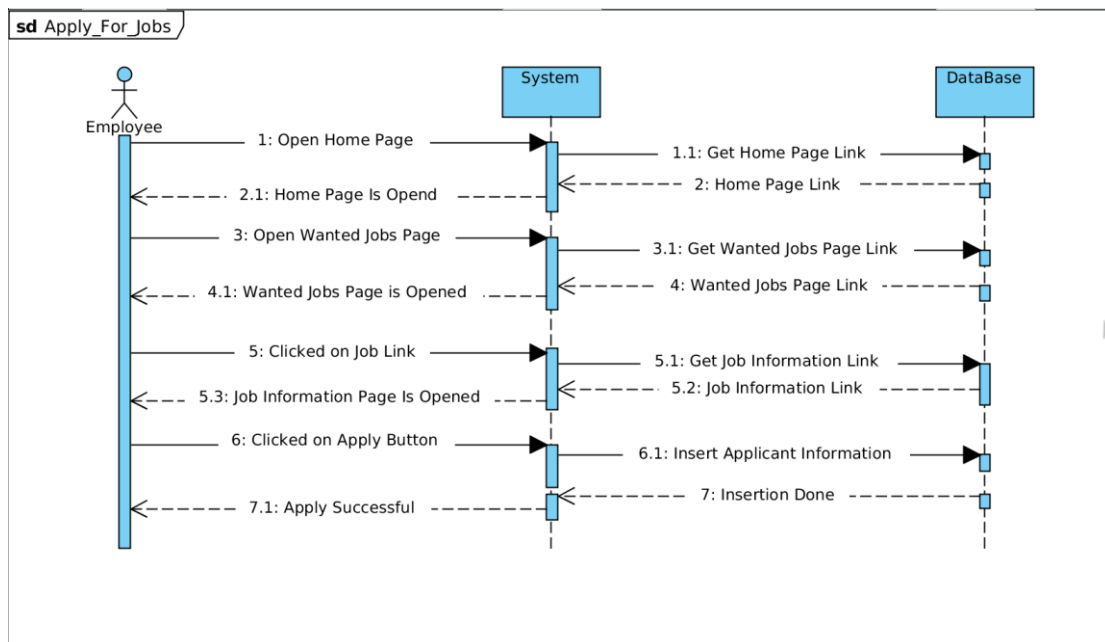 sd Apply_For_Jobs
Employee
System
DataBase
1: Open Home Page
1.1: Get Home Page Link
2: Home Page Link
2.1: Home Page Is Opend
3: Open Wanted Jobs Page
3.1: Get Wanted Jobs Page Link
4: Wanted Jobs Page Link
4.1: Wanted Jobs Page is Opened
5: Clicked on Job Link
5.1: Get Job Information Link
5.2: Job Information Link
5.3: Job Information Page Is Opened
6: Clicked on Apply Button
6.1: Insert Applicant Information
7: Insertion Done
7.1: Apply Successful